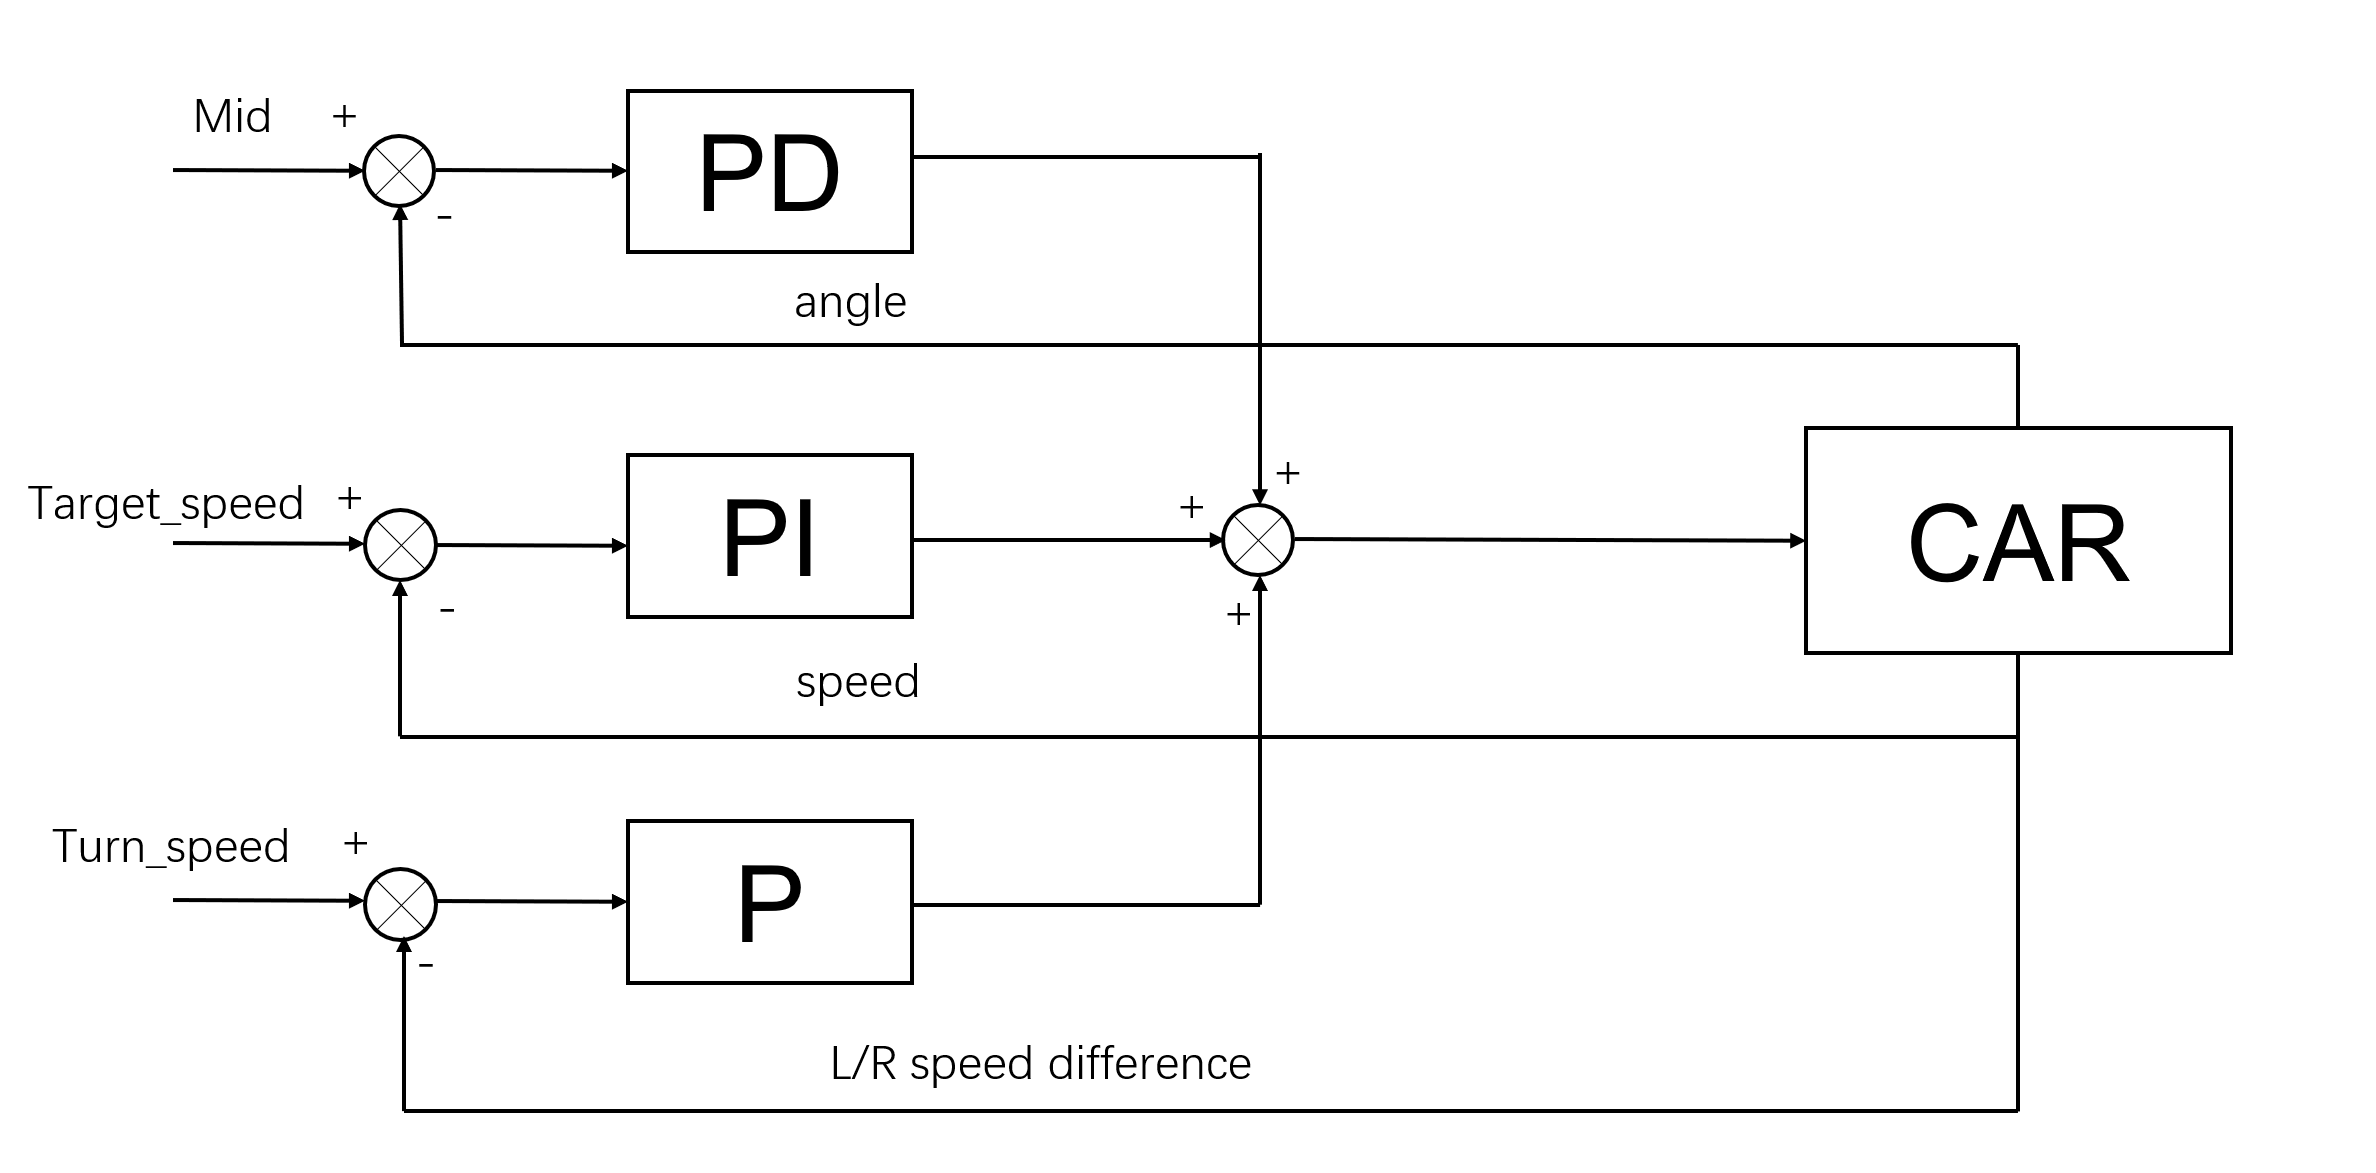 Mid +
PD
-
angle
Target_speed +
PI
+
+
CAR
-
+
speed
Turn_speed +
P
-
L/R speed difference